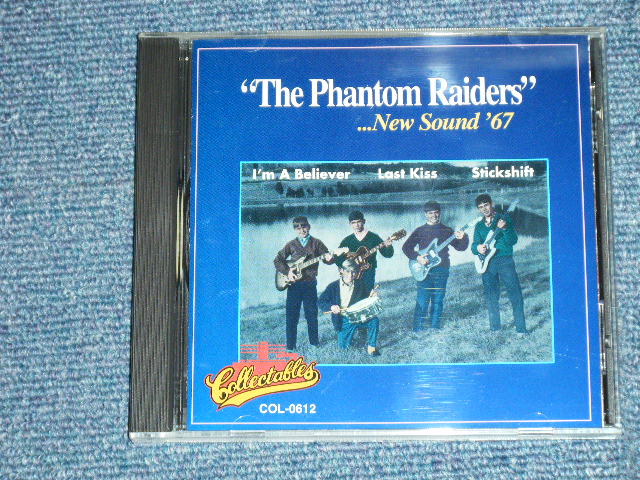 “The Phantom Raiders”
...New Sound ’67
I'm A Believer Last Kiss Stickshift
Collectables
COL-0612